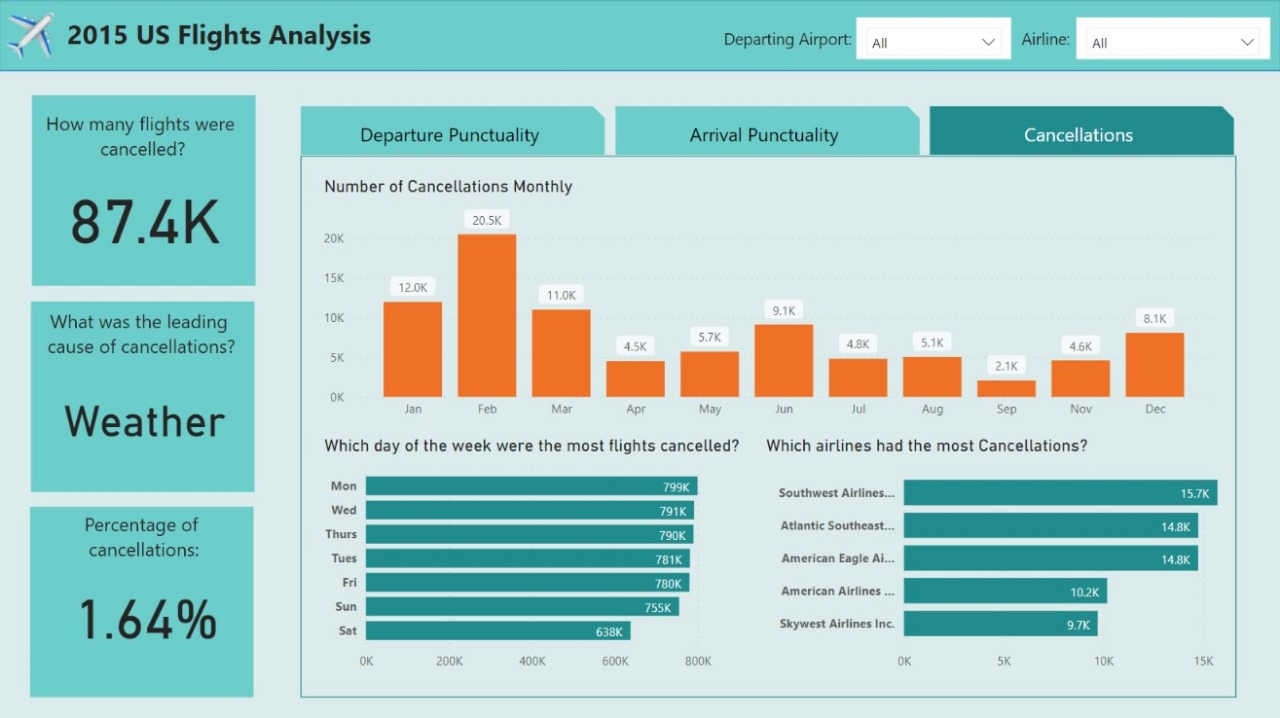 2015 US Flights Analysis
Departing Airport:
All
Airline:
All
How many flights were
cancelled?
87.4K
What was the leading
cause of cancellations?
Weather
Percentage of
cancellations:
1.64%
Departure Punctuality
Arrival Punctuality
Cancellations
Number of Cancellations Monthly
20K
15K
10K
5K
0K
12.0K
20.5K
11.0K
4.5K
5.7K
9.1K
4.8K
5.1K
2.1K
4.6K
8.1K
Jan
Feb
Mar
Apr
May
Jun
Jul
Aug
Sep
Nov
Dec
Which day of the week were the most flights cancelled?
Mon 799K
Wed 791K
Thurs 790K
Tues 781K
Fri 780K
Sun 755K
Sat 638K
0K 200K 400K 600K 800K
Which airlines had the most Cancellations?
Southwest Airlines... 15.7K
Atlantic Southeast... 14.8K
American Eagle Ai... 14.8K
American Airlines ... 10.2K
Skywest Airlines Inc. 9.7K
0K 5K 10K 15K